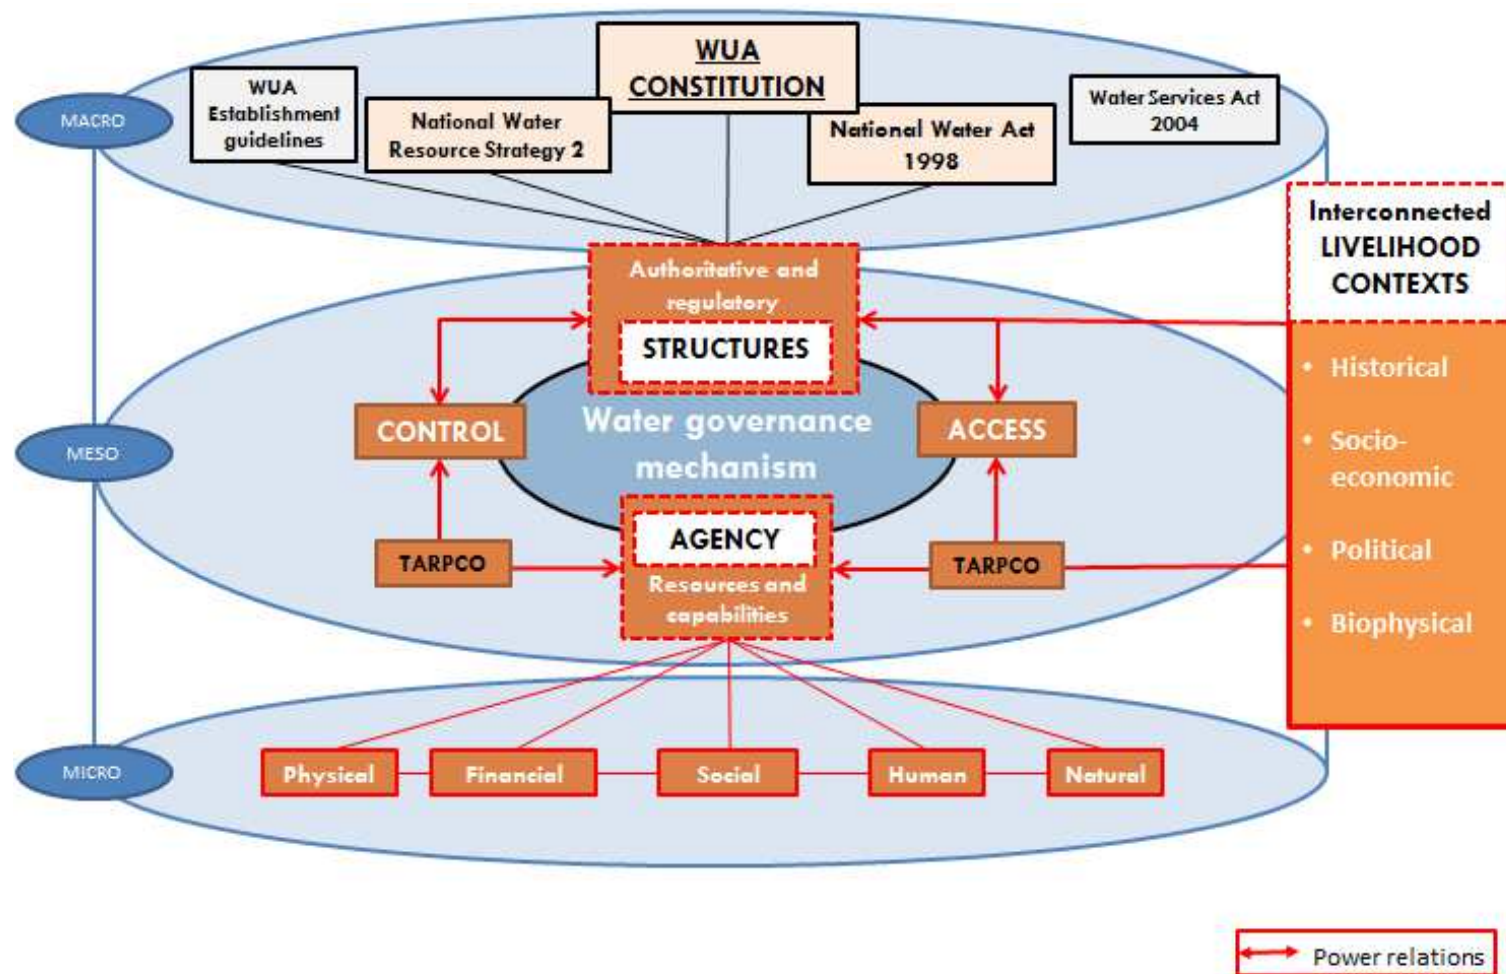 WUA
CONSTITUTION
WUA
Establishment
guidelines
National Water
Resource Strategy 2
National Water Act
1998
Water Services Act
2004
MACRO
Interconnected
LIVELIHOOD
CONTEXTS
• Historical
• Socio-
economic
• Political
• Biophysical
Authoritative and
regulatory
STRUCTURES
CONTROL
Water governance
mechanism
ACCESS
MESO
AGENCY
Resources and
capabilities
TARPCO
TARPCO
MICRO
Physical
Financial
Social
Human
Natural
Power relations